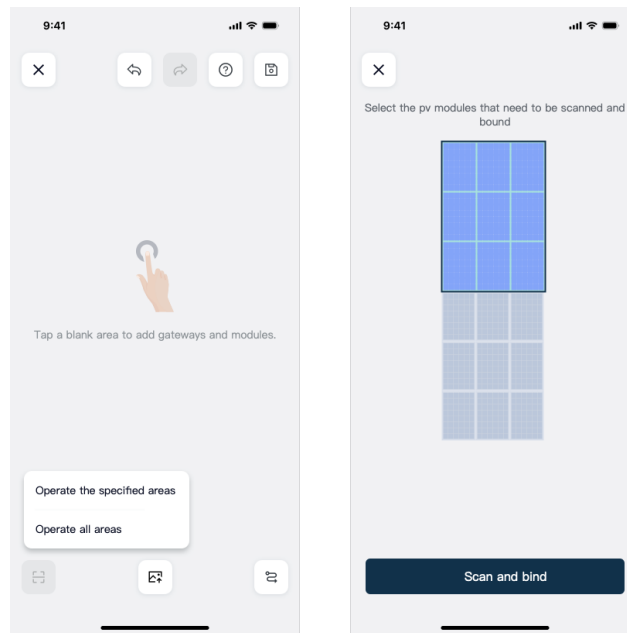 9:41
Tap a blank area to add gateways and modules.
Operate the specified areas
Operate all areas
9:41
Select the pv modules that need to be scanned and
bound
Scan and bind